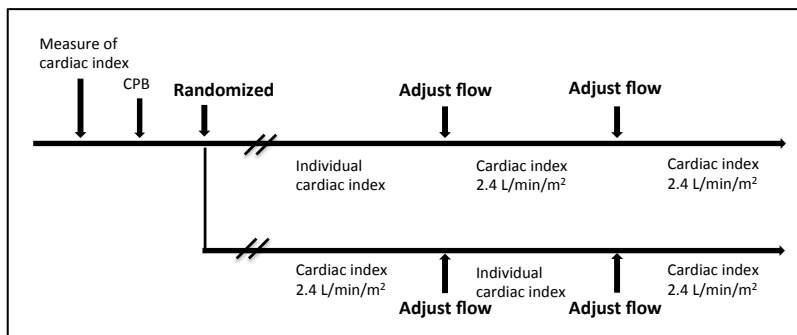 Measure of
cardiac index
CPB
Randomized
Adjust flow
Adjust flow
Individual
cardiac index
Cardiac index
2.4 L/min/m²
Cardiac index
2.4 L/min/m²
Cardiac index
2.4 L/min/m²
Individual
cardiac index
Cardiac index
2.4 L/min/m²
Adjust flow
Adjust flow